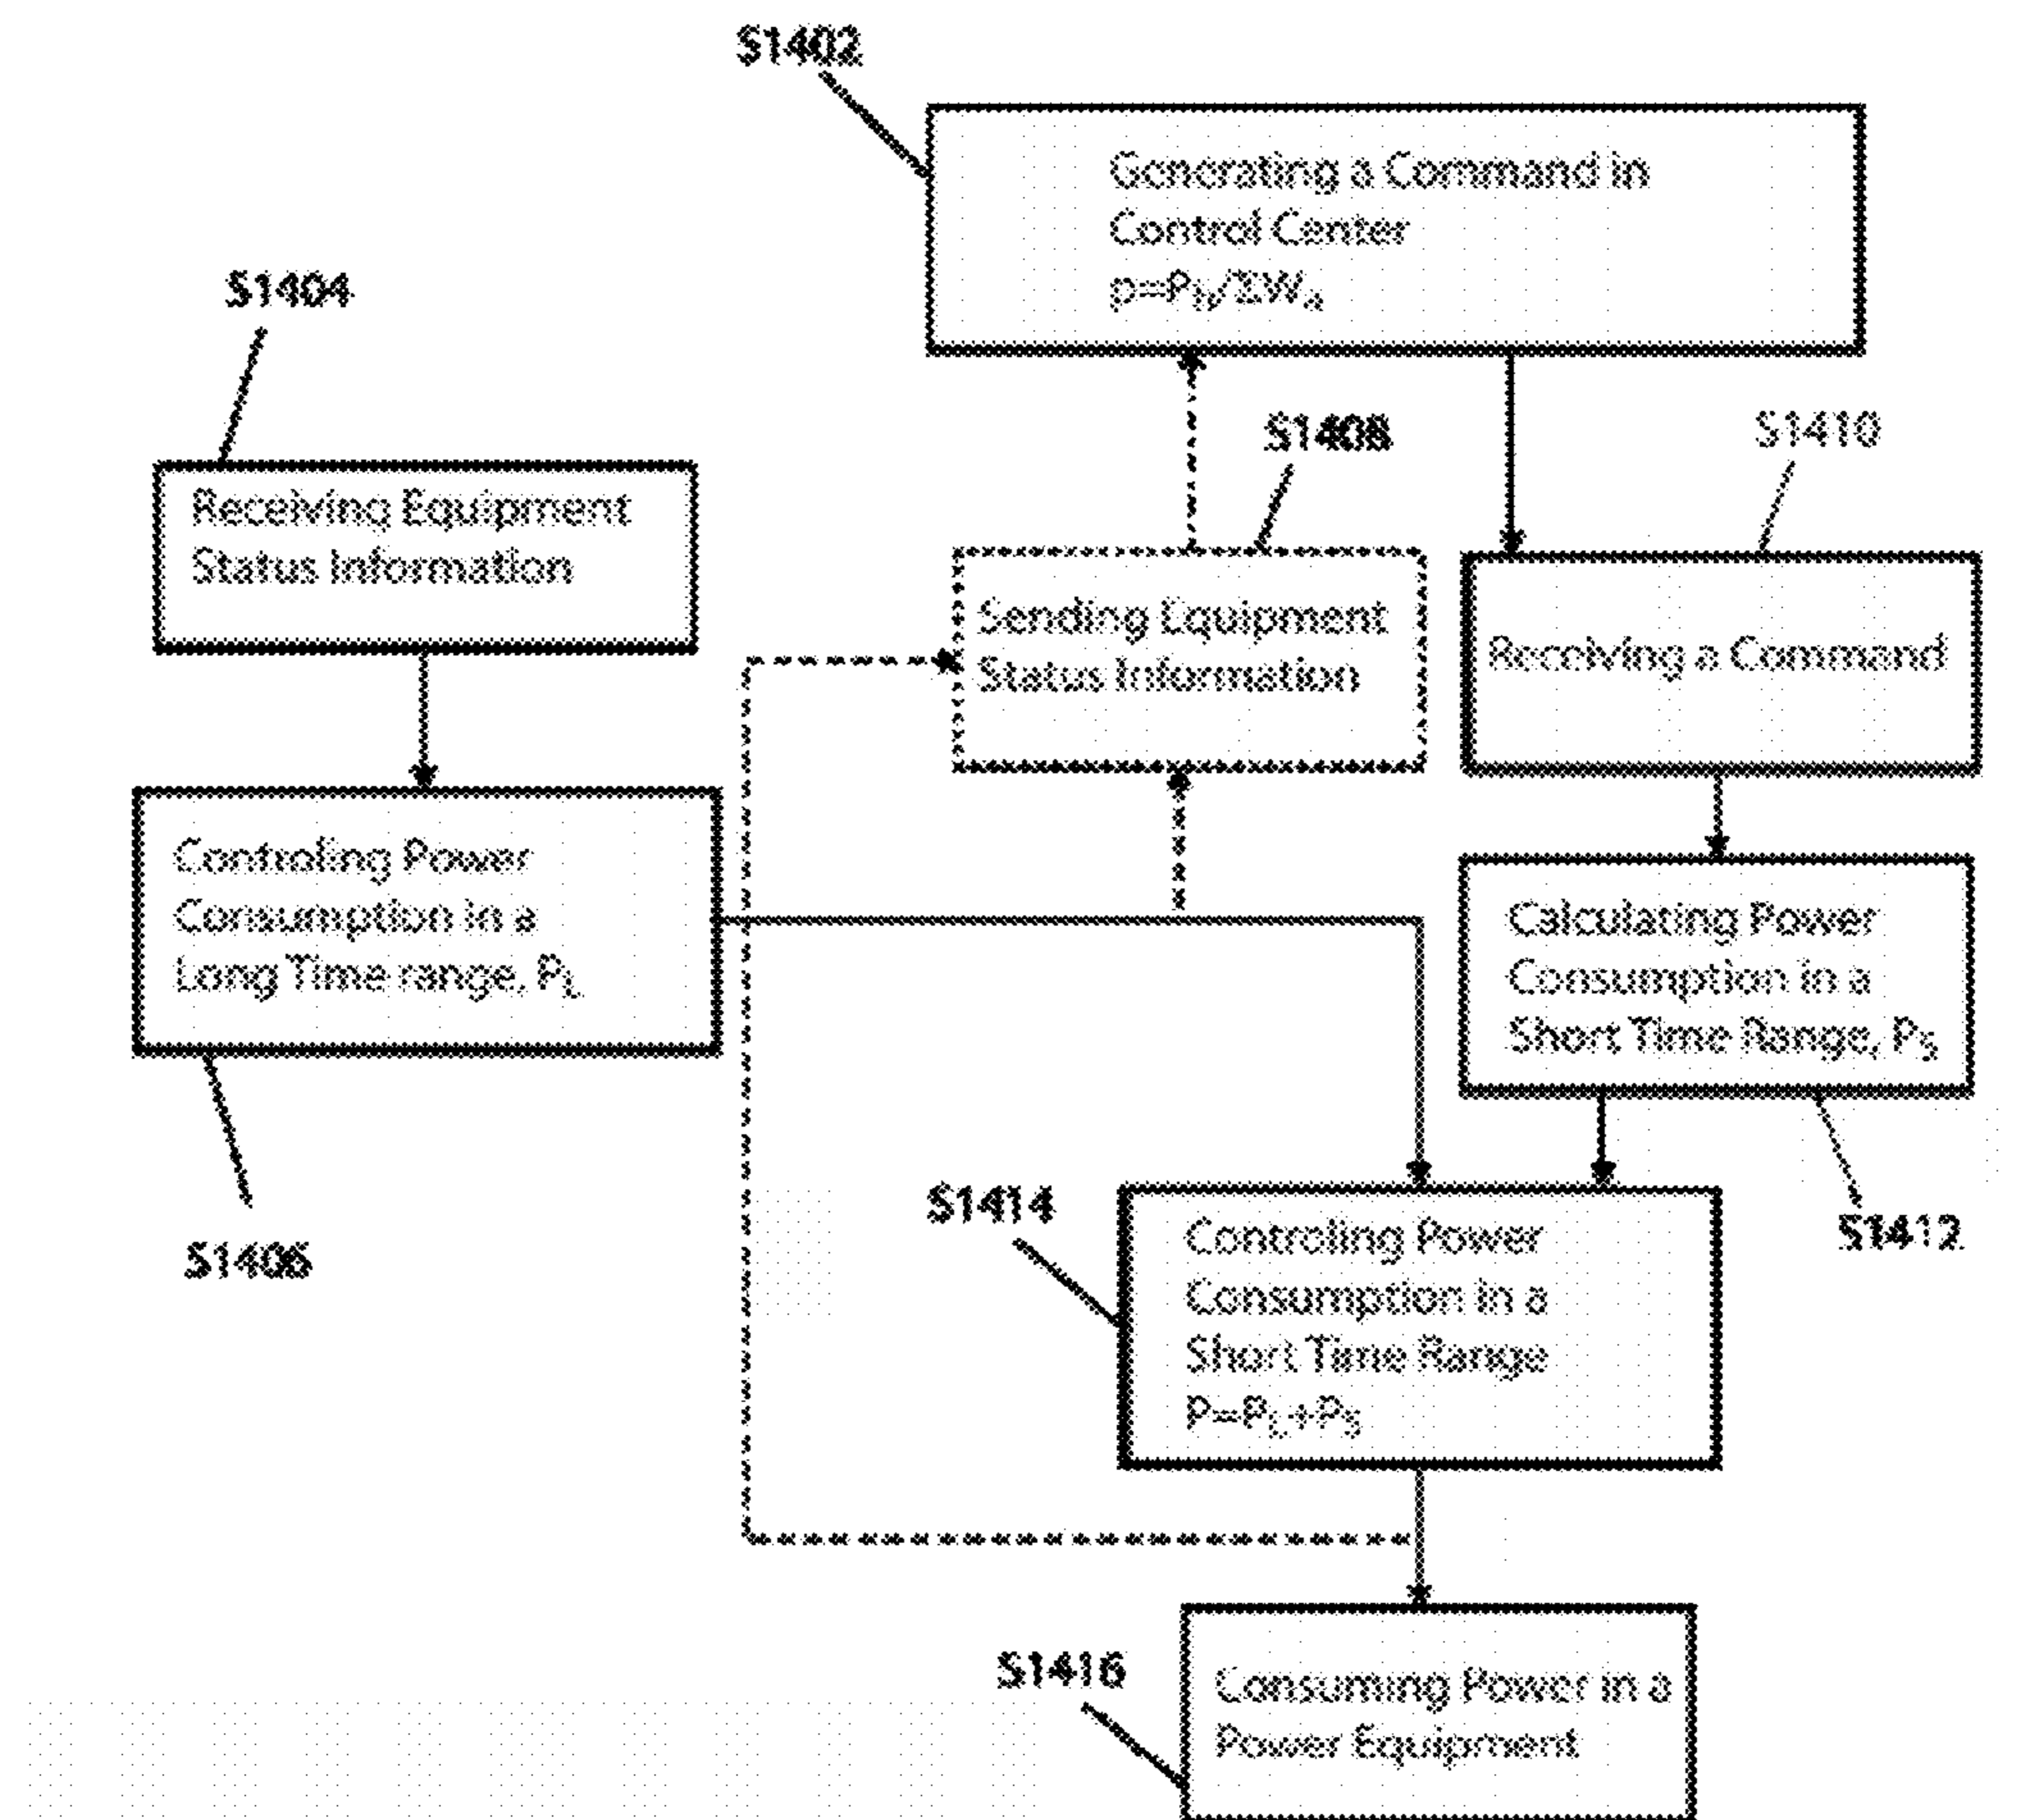 S1402
Generating a Command in
Control Center
S1404
S1408
S1410
Receiving Equipment
Status Information
Sending Equipment
Status Information
Receiving a Command
Controling Power
Consumption in a
Long Time range, P_L
Calculating Power
Consumption in a
Short Time Range, P_S
S1406
S1414
S1412
Controling Power
Consumption in a
Short Time Range
P=P_L+P_S
S1416
Consuming Power in a
Power Equipment